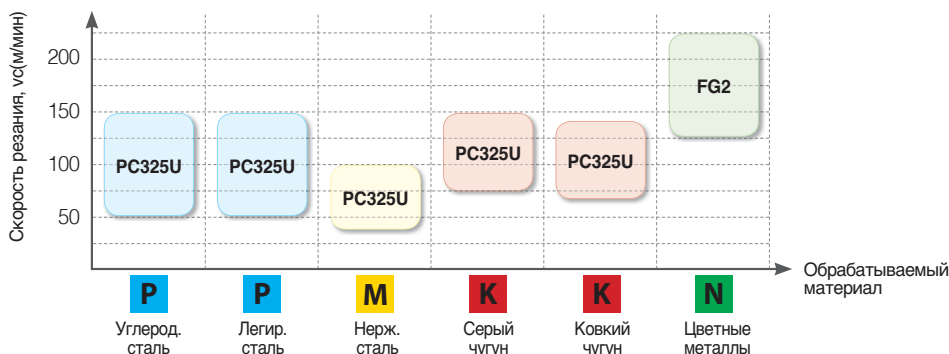 Скорость резания, vc(м/мин)
200
150
100
50
PC325U
PC325U
PC325U
PC325U
PC325U
FG2
P
P
M
K
K
N
Углерод.
сталь
Легир.
сталь
Нерж.
сталь
Серый
чугун
Ковкий
чугун
Цветные
металлы
Обрабатываемый
материал